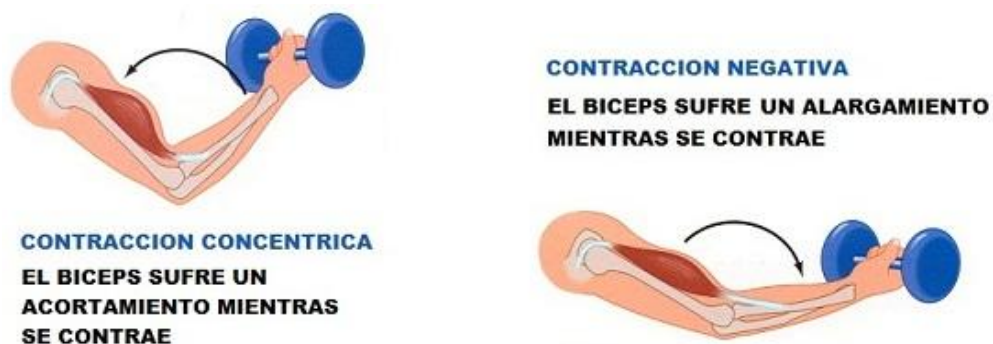 CONTRACCION CONCENTRICA
EL BICEPS SUFRE UN
ACORTAMIENTO MIENTRAS
SE CONTRAE
CONTRACCION NEGATIVA
EL BICEPS SUFRE UN ALARGAMIENTO
MIENTRAS SE CONTRAE